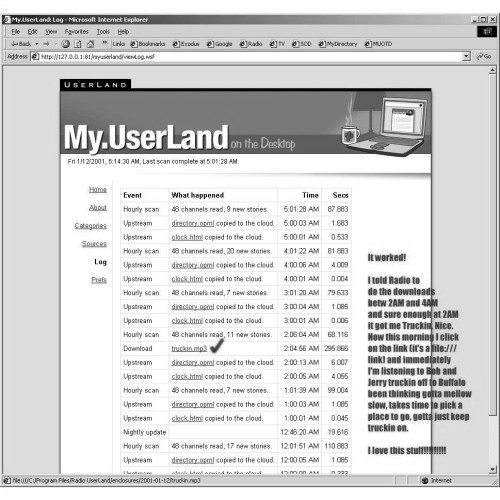 My.UserLand: Log - Microsoft Internet Explorer
File Edit View Favorites Tools Help
Back Links Bookmarks Exodus Google Radio TV SOD MyDirectory MUOTD
Address http://127.0.0.1:81/myuserland/viewLog.wsf Go
USERLAND
My.UserLand on the Desktop
Fri 1/12/2001, 5:14:30 AM; Last scan complete at 5:01:28 AM.
Home
About
Categories
Sources
Log
Prefs
Event What happened Time Secs
Hourly scan 48 channels read, 9 new stories. 5:01:28 AM 87.883
Upstream directory.opml copied to the cloud. 5:00:03 AM 1.683
Upstream clock.html copied to the cloud. 5:00:01 AM 0.533
Hourly scan 48 channels read, 20 new stories. 4:01:22 AM 81.883
Upstream directory.opml copied to the cloud. 4:00:06 AM 4.009
Upstream clock.html copied to the cloud. 4:00:01 AM 0.004
Hourly scan 48 channels read, 7 new stories. 3:01:20 AM 79.633
Upstream directory.opml copied to the cloud. 3:00:04 AM 1.085
Upstream clock.html copied to the cloud. 3:00:01 AM 0.006
Hourly scan 48 channels read, 11 new stories. 2:06:04 AM 68.116
Download truckin.mp3 2:04:56 AM 295.866
Upstream directory.opml copied to the cloud. 2:00:13 AM 6.007
Upstream clock.html copied to the cloud. 2:00:05 AM 4.055
Hourly scan 48 channels read, 7 new stories. 1:01:39 AM 99.004
Upstream directory.opml copied to the cloud. 1:00:03 AM 1.085
Upstream clock.html copied to the cloud. 1:00:01 AM 0.045
Nightly update 12:46:20 AM 19.616
Hourly scan 48 channels read, 17 new stories. 12:01:51 AM 110.883
Upstream directory.opml copied to the cloud. 12:00:05 AM 1.085
Upstream clock.html copied to the cloud. 12:00:00 AM 0.333
It worked!
I told Radio to
do the downloads
betw 2AM and 4AM
and sure enough at 2AM
it got me Truckin. Nice.
Now this morning I click
on the link (it's a file:///
link) and immediately
I'm listening to Bob and
Jerry truckin off to Buffalo
been thinking gotta mellow
slow, takes time to pick a
place to go, gotta just keep
truckin on.
I love this stuff!!!!!!!!!!
file:///C:/Program Files/Radio UserLand/enclosures/2001-01-12/truckin.mp3 Internet